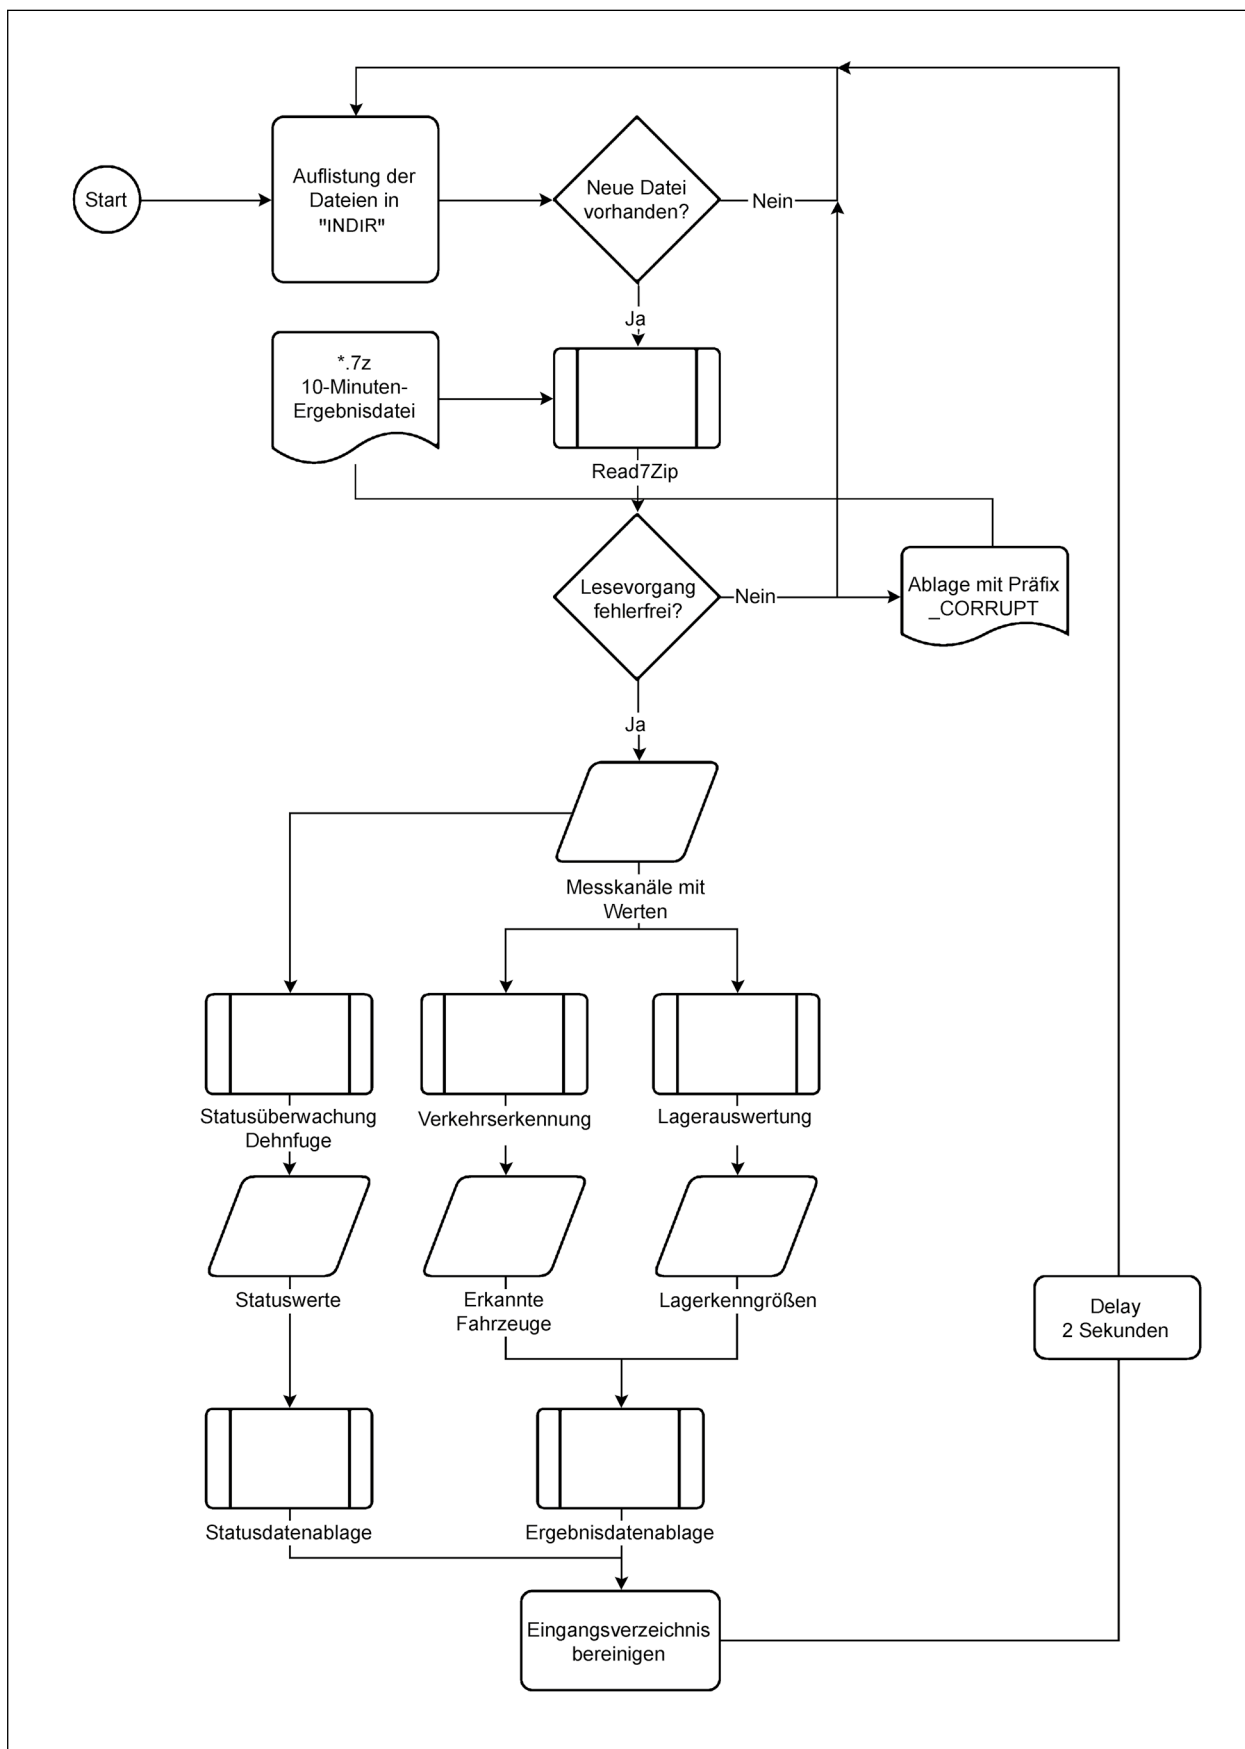 Start
Auflistung der
Dateien in
"INDIR"
Neue Datei
vorhanden?
Nein
Ja
*.7z
10-Minuten-
Ergebnisdatei
Read7Zip
Lesevorgang
fehlerfrei?
Nein
Ablage mit Präfix
_CORRUPT
Ja
Messkanäle mit
Werten
Statusüberwachung
Dehnfuge
Verkehrserkennung
Lagerauswertung
Statuswerte
Erkannte
Fahrzeuge
Lagerkenngrößen
Delay
2 Sekunden
Statusdatenablage
Ergebnisdatenablage
Eingangsverzeichnis
bereinigen